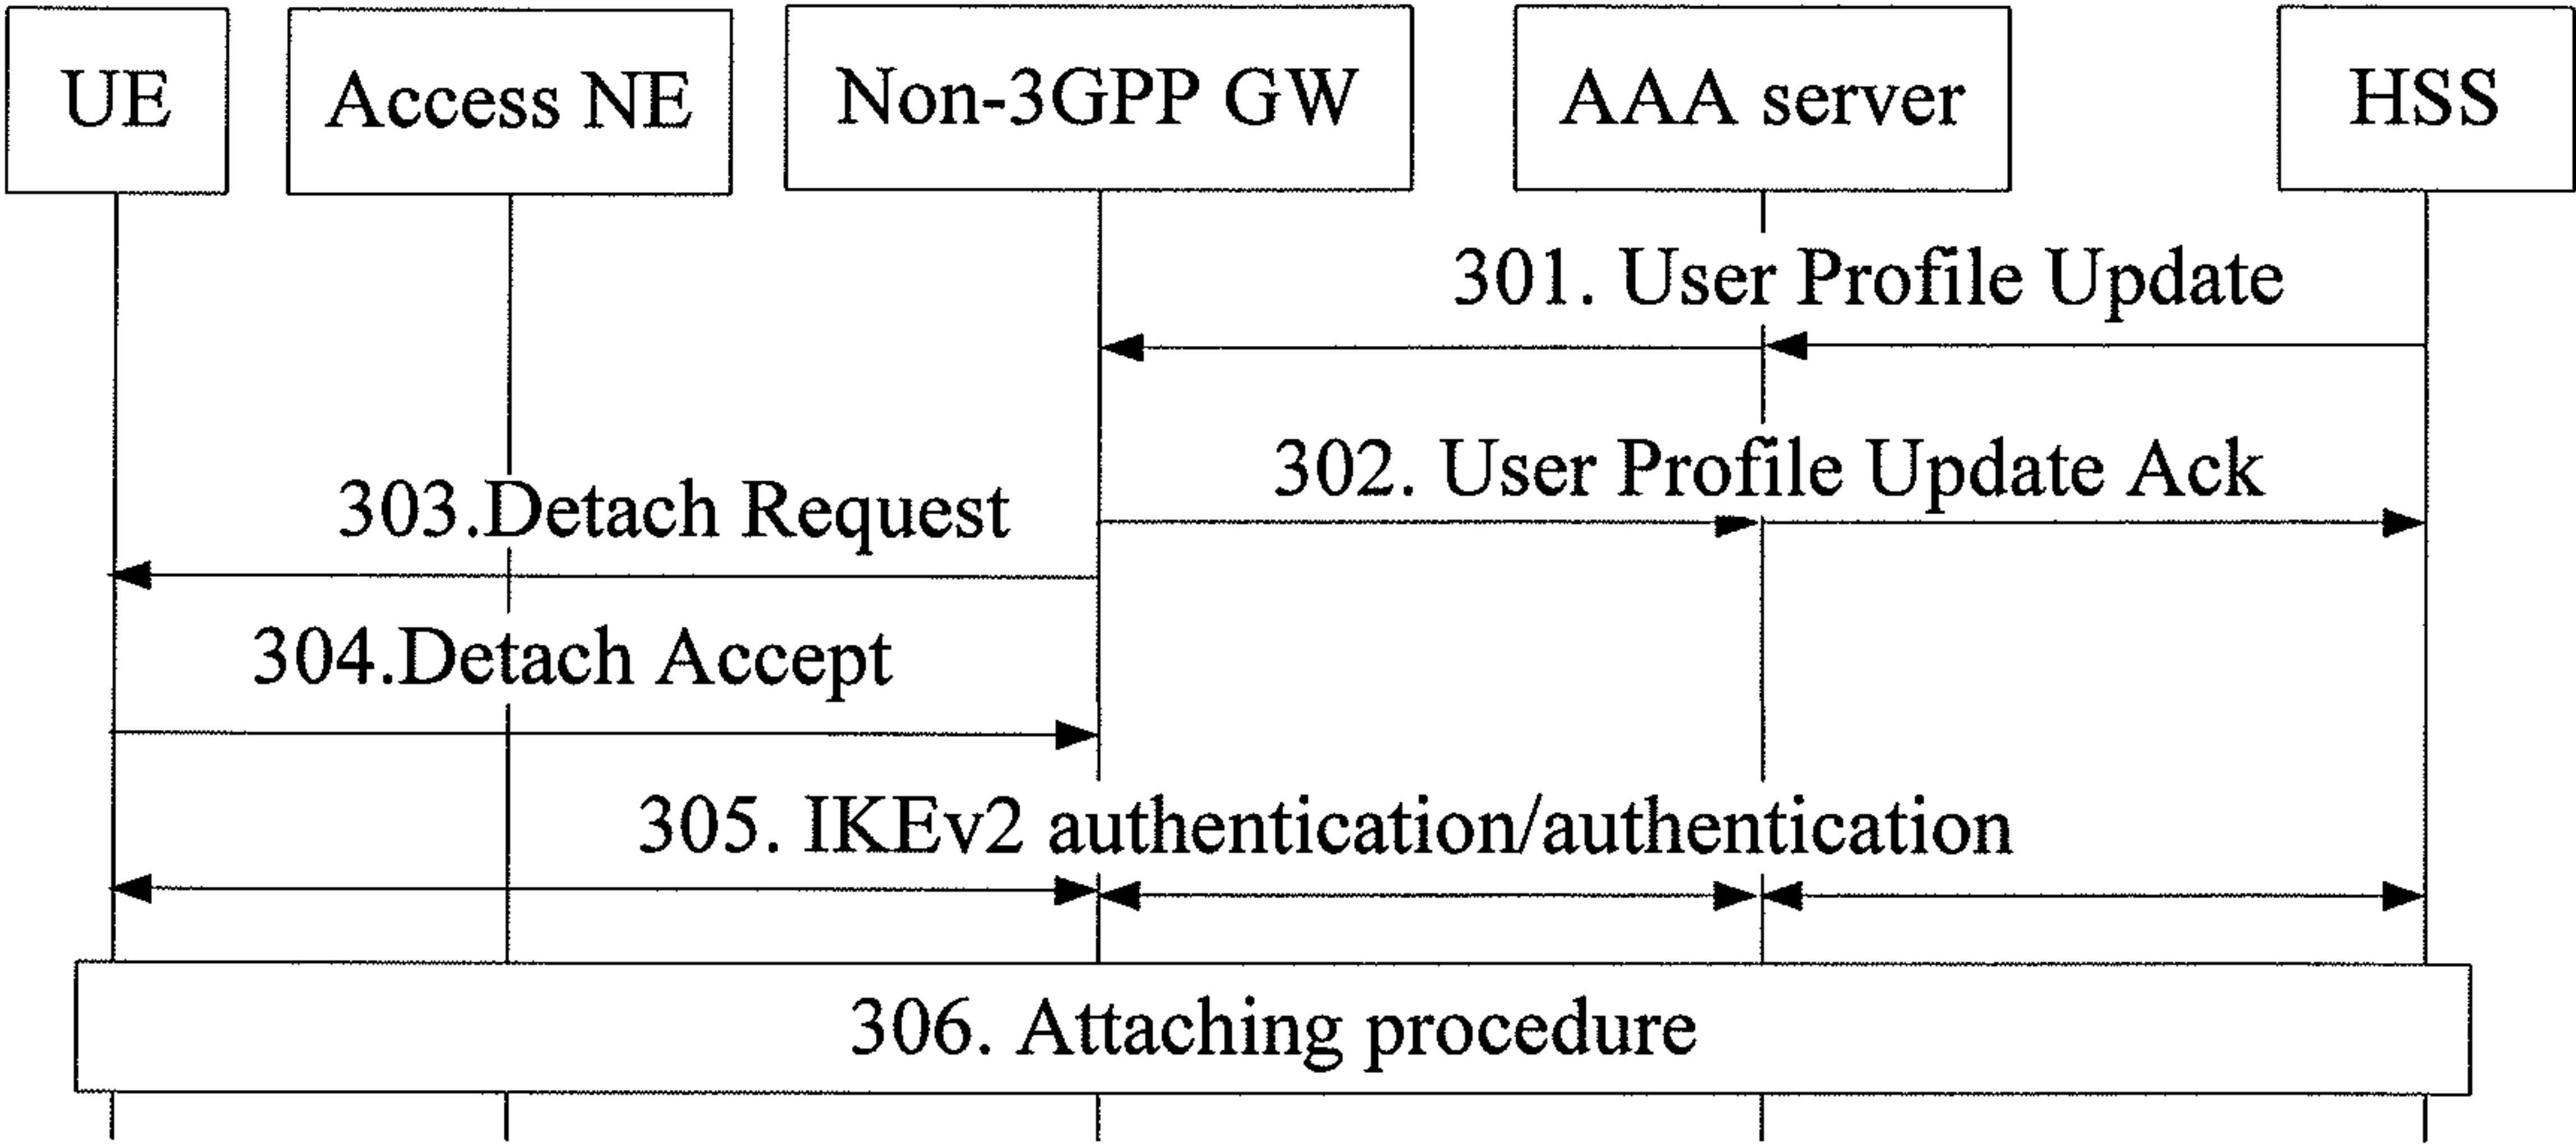 UE
Access NE
Non-3GPP GW
AAA server
HSS
301. User Profile Update
302. User Profile Update Ack
303.Detach Request
304.Detach Accept
305. IKEv2 authentication/authentication
306. Attaching procedure